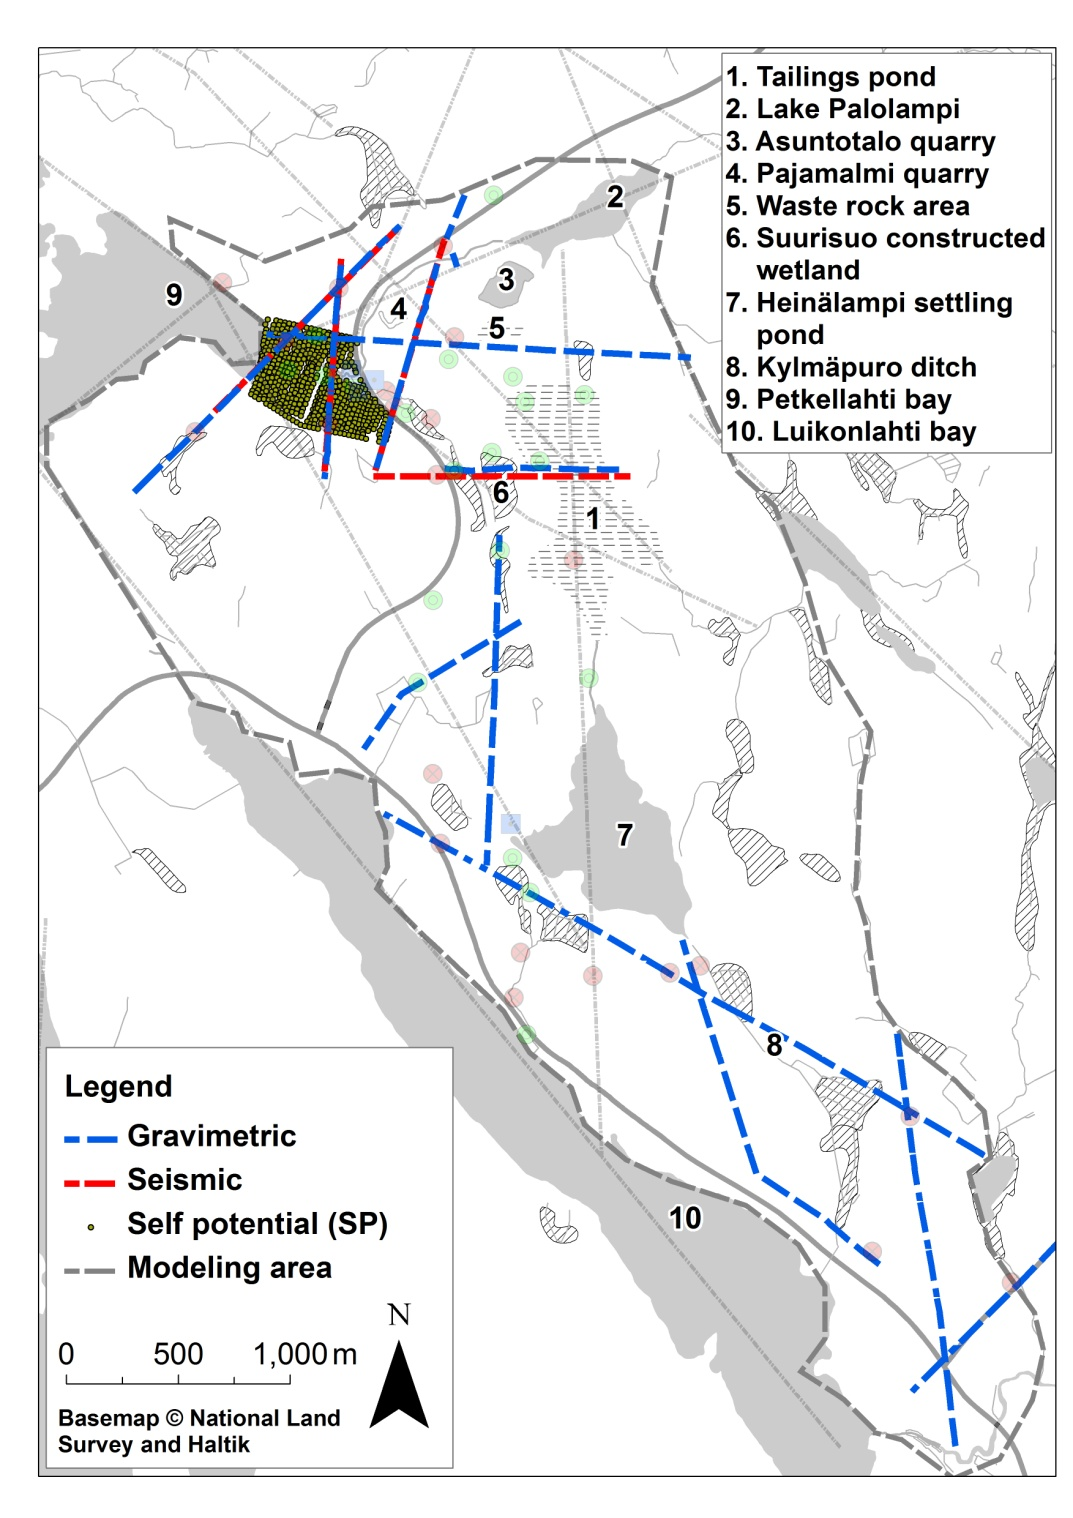 1. Tailings pond
2. Lake Palolampi
3. Asuntotalo quarry
4. Pajamalmi quarry
5. Waste rock area
6. Suurisuo constructed
wetland
7. Heinälampi settling
pond
8. Kylmäpuro ditch
9. Petkellahti bay
10. Luikonlahti bay
2
3
9
4
5
6
1
7
8
10
Legend
Gravimetric
Seismic
Self potential (SP)
Modeling area
N
0 500 1,000 m
Basemap © National Land
Survey and Haltik